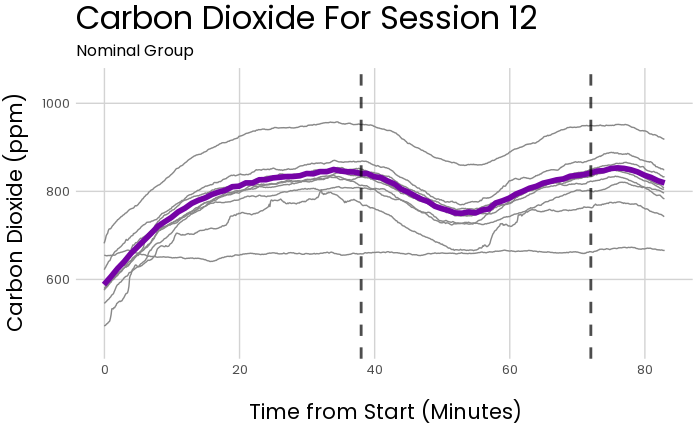 Carbon Dioxide For Session 12
Nominal Group
Carbon Dioxide (ppm)
1000
800
600
0 20 40 60 80
Time from Start (Minutes)